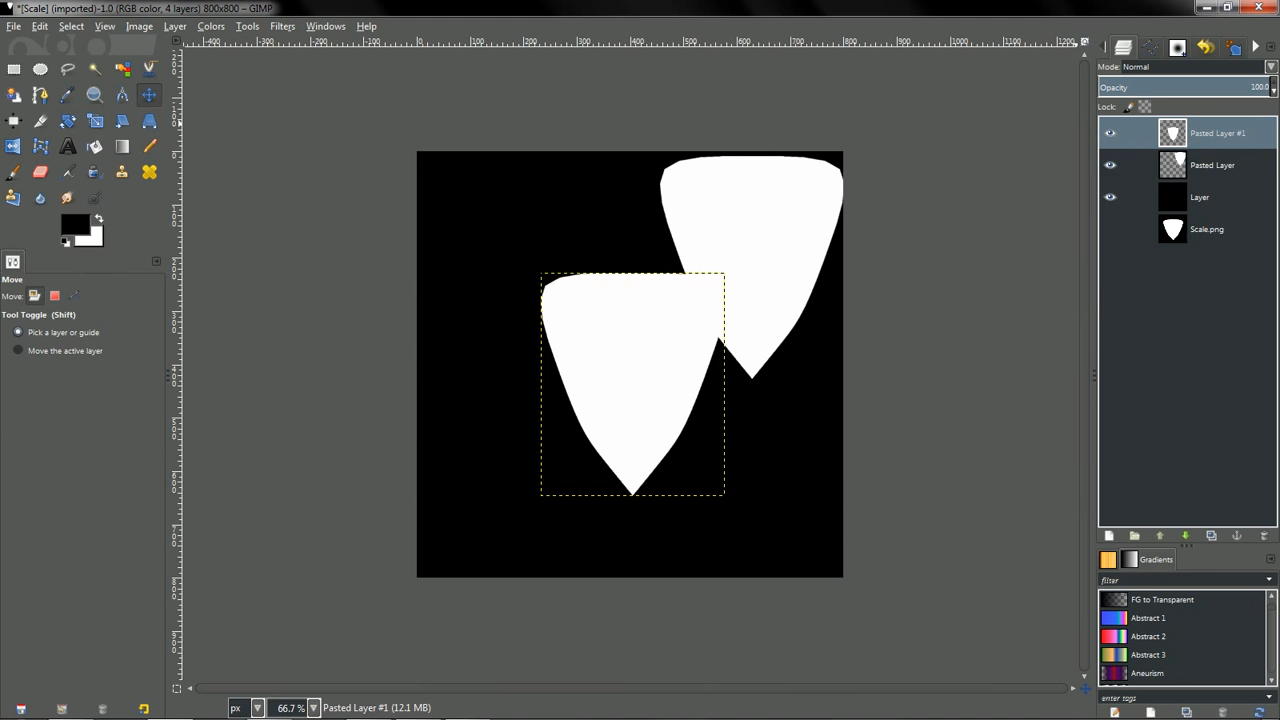 *[Scale] (imported)-1.0 (RGB color, 4 layers) 800x800 – GIMP
File Edit Select View Image Layer Colors Filters Tools Windows Help
Mode: Normal
Opacity 100.0
Lock:
Pasted Layer #1
Pasted Layer
Layer
Scale.png
Move
Move:
Tool Toggle (Shift)
Pick a layer or guide
Move the active layer
Gradients
filter
FG to Transparent
Abstract 1
Abstract 2
Abstract 3
Aneurism
enter tags
px 66.7 % Pasted Layer #1 (12.1 MB)